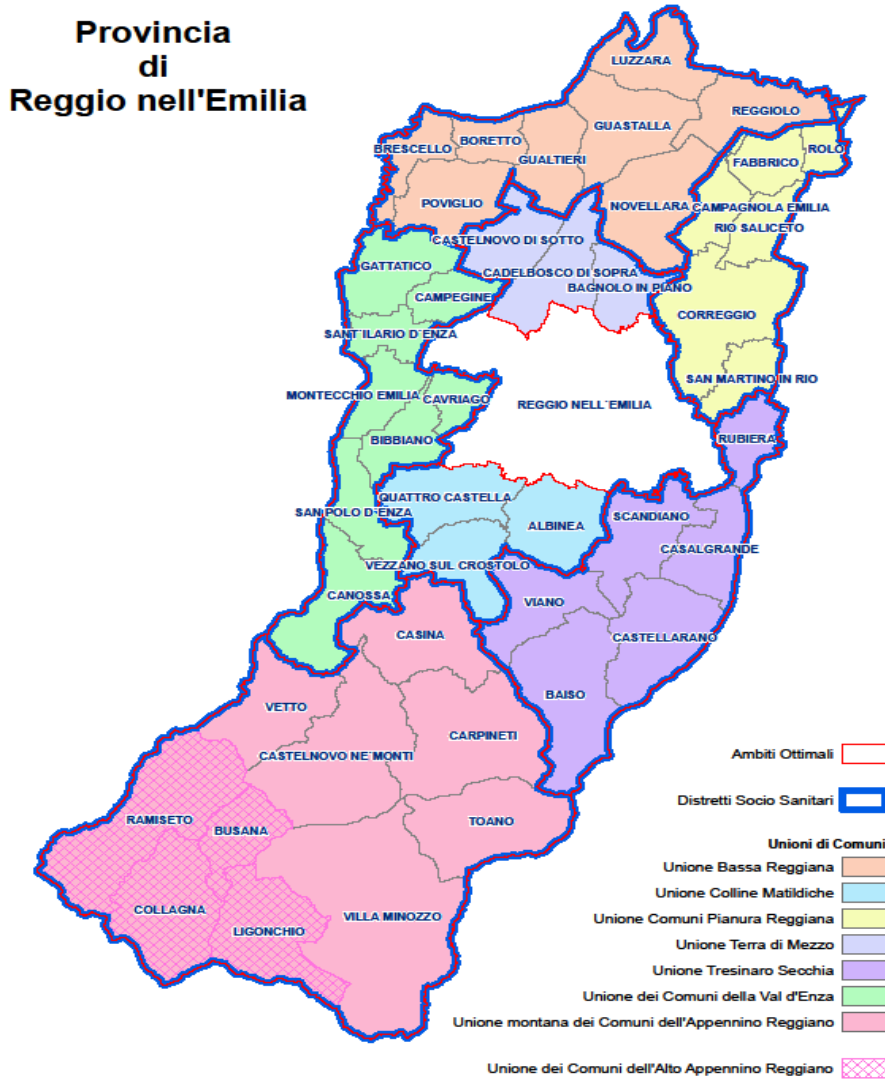 Provincia
di
Reggio nell'Emilia
LUZZARA
REGGIOLO
GUASTALLA
BORETTO
BRESCELLO
GUALTIERI
ROLO
FABBRICO
POVIGLIO
NOVELLARA
CAMPAGNOLA EMILIA
RIO SALICETO
CASTELNOVO DI SOTTO
GATTATICO
CADELBOSCO DI SOPRA
BAGNOLO IN PIANO
CAMPEGINE
CORREGGIO
SANT`ILARIO D`ENZA
SAN MARTINO IN RIO
MONTECCHIO EMILIA
CAVRIAGO
REGGIO NELL`EMILIA
BIBBIANO
RUBIERA
QUATTRO CASTELLA
SAN POLO D`ENZA
ALBINEA
SCANDIANO
CASALGRANDE
VEZZANO SUL CROSTOLO
CANOSSA
VIANO
CASINA
CASTELLARANO
BAISO
VETTO
CARPINETI
CASTELNOVO NE`MONTI
RAMISETO
BUSANA
TOANO
COLLAGNA
VILLA MINOZZO
LIGONCHIO
Ambiti Ottimali
Distretti Socio Sanitari
Unioni di Comuni
Unione Bassa Reggiana
Unione Colline Matildiche
Unione Comuni Pianura Reggiana
Unione Terra di Mezzo
Unione Tresinaro Secchia
Unione dei Comuni della Val d'Enza
Unione montana dei Comuni dell'Appennino Reggiano
Unione dei Comuni dell'Alto Appennino Reggiano